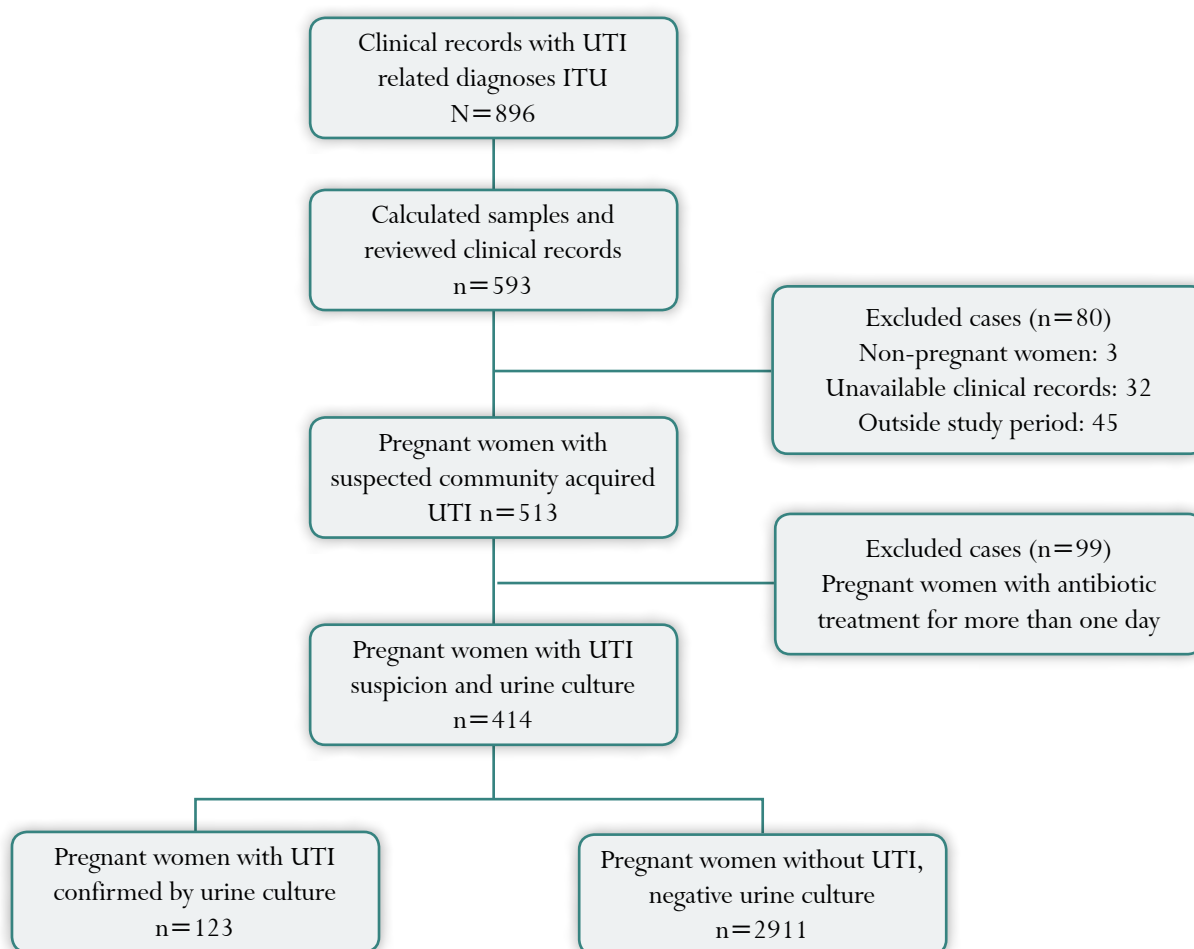 Clinical records with UTI
related diagnoses ITU
N=896
Calculated samples and
reviewed clinical records
n=593
Excluded cases (n=80)
Non-pregnant women: 3
Unavailable clinical records: 32
Outside study period: 45
Pregnant women with
suspected community acquired
UTI n=513
Excluded cases (n=99)
Pregnant women with antibiotic
treatment for more than one day
Pregnant women with UTI
suspicion and urine culture
n=414
Pregnant women with UTI
confirmed by urine culture
n=123
Pregnant women without UTI,
negative urine culture
n=2911